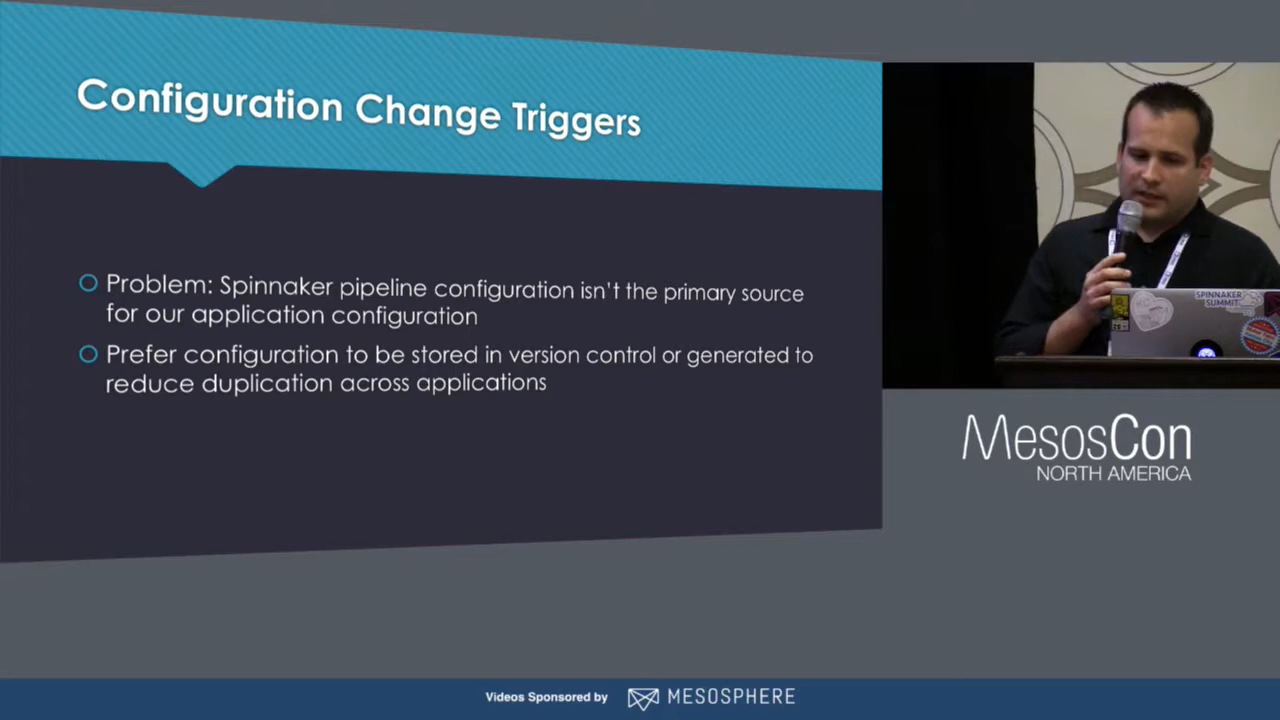 Configuration Change Triggers
Problem: Spinnaker pipeline configuration isn't the primary source
for our application configuration
Prefer configuration to be stored in version control or generated to
reduce duplication across applications
SPINNAKER
SUMMIT
MesosCon
NORTH AMERICA
Videos Sponsored by MESOSPHERE